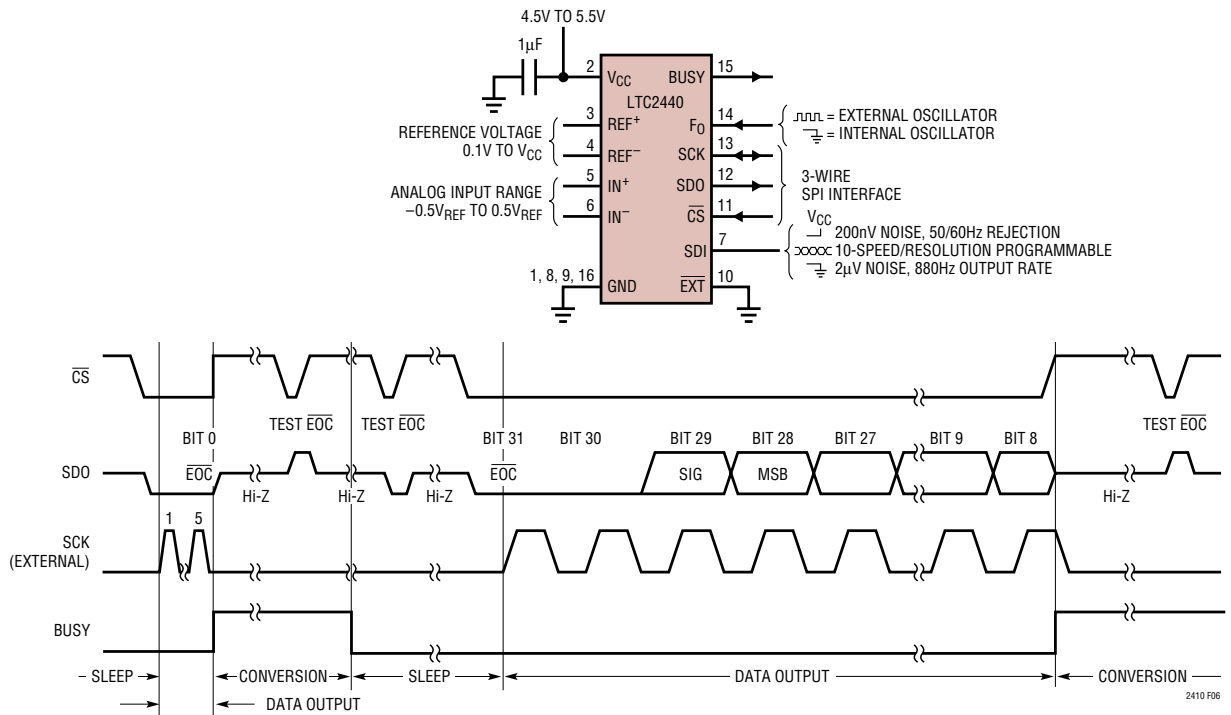 4.5V TO 5.5V
1µF
2
VCC
BUSY
15
LTC2440
REFERENCE VOLTAGE
0.1V TO VCC
3
REF+
FO
14
= EXTERNAL OSCILLATOR
= INTERNAL OSCILLATOR
4
REF−
SCK
13
ANALOG INPUT RANGE
−0.5VREF TO 0.5VREF
5
IN+
SDO
12
3-WIRE
SPI INTERFACE
6
IN−
CS
11
SDI
7
VCC
200nV NOISE, 50/60Hz REJECTION
10-SPEED/RESOLUTION PROGRAMMABLE
2µV NOISE, 880Hz OUTPUT RATE
1, 8, 9, 16
GND
EXT
10
CS
TEST EOC TEST EOC TEST EOC
BIT 0 BIT 31 BIT 30 BIT 29 BIT 28 BIT 27 BIT 9 BIT 8
SDO
EOC EOC SIG MSB
Hi-Z Hi-Z Hi-Z Hi-Z
1 5
SCK
(EXTERNAL)
BUSY
SLEEP CONVERSION SLEEP DATA OUTPUT CONVERSION
DATA OUTPUT
2410 F06